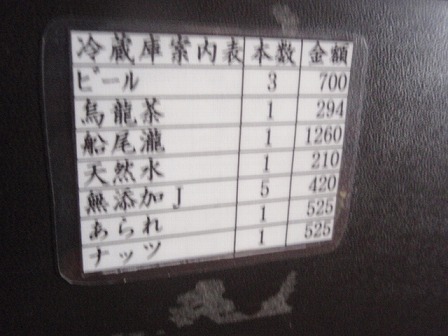 冷蔵庫案内表 本数 金額
ビール 3 700
烏龍茶 1 294
船尾瀧 1 1260
天然水 1 210
無添加J 5 420
あられ 1 525
ナッツ 1 525